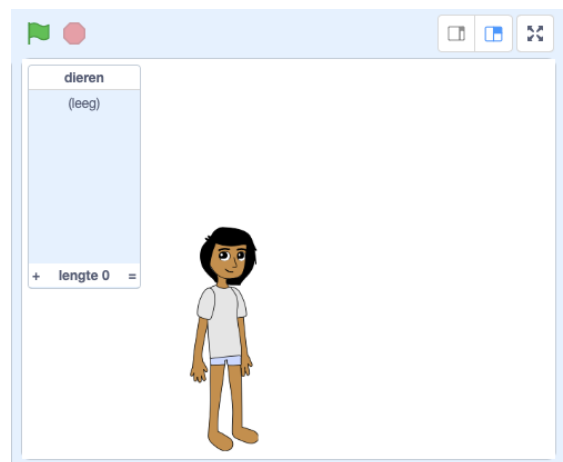 dieren
(leeg)
+ lengte 0 =